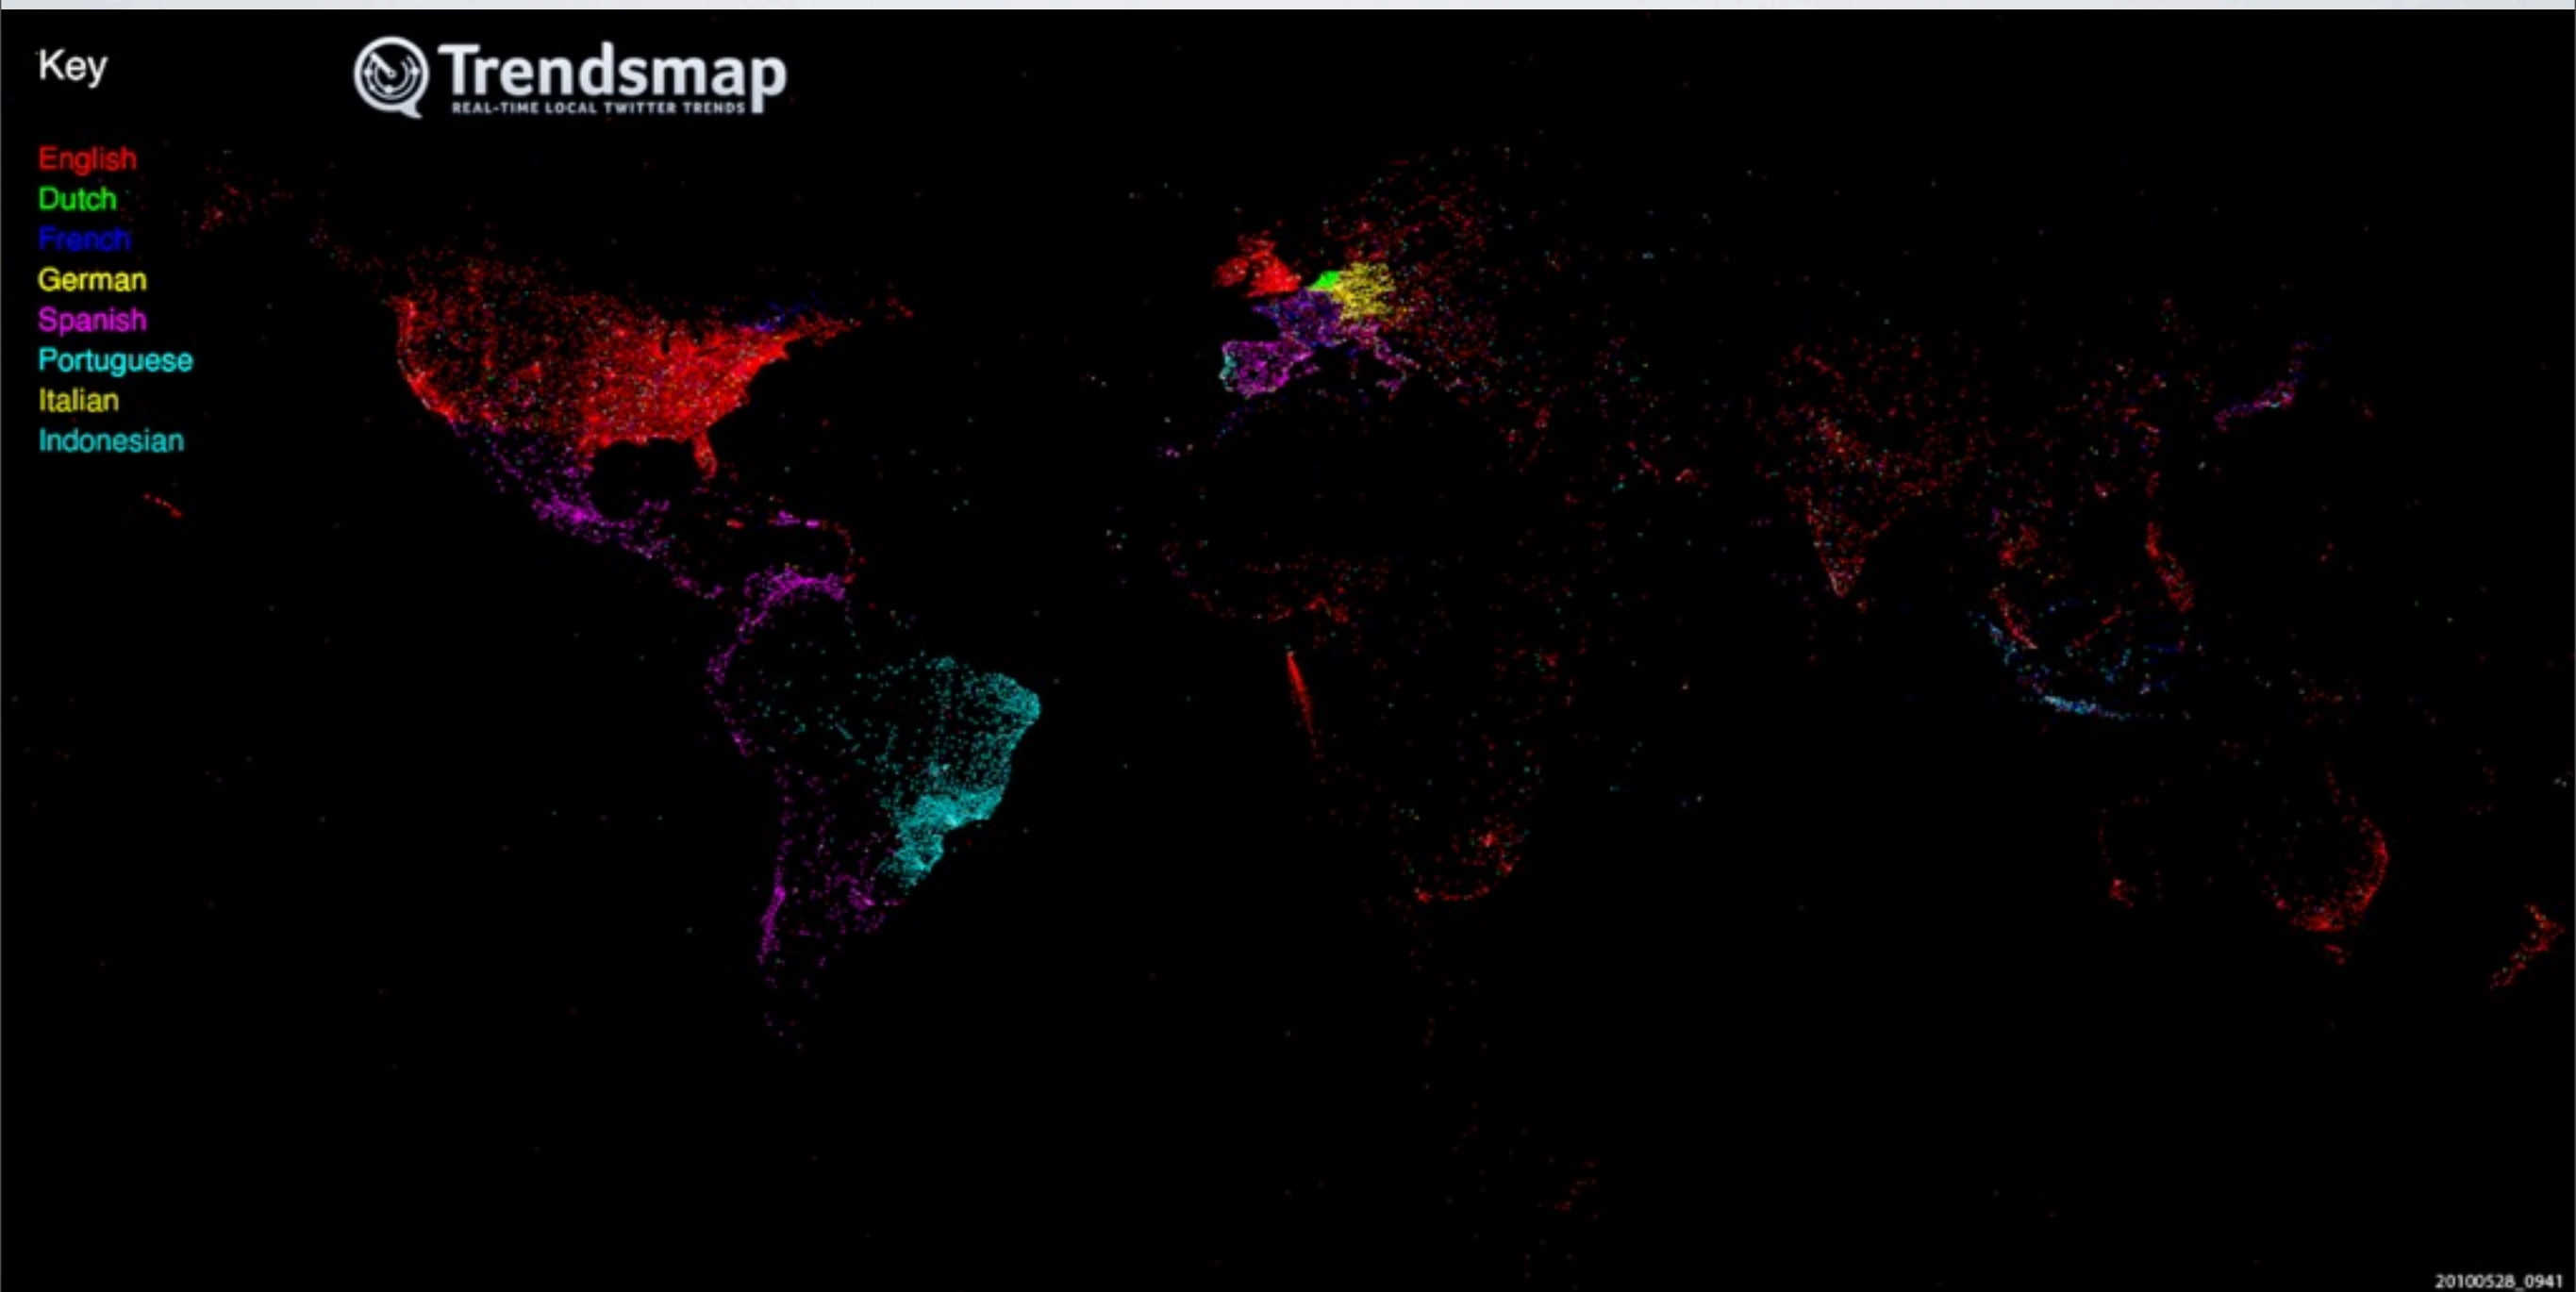 Key
Trendsmap
REAL-TIME LOCAL TWITTER TRENDS
English
Dutch
French
German
Spanish
Portuguese
Italian
Indonesian
20100528_0941